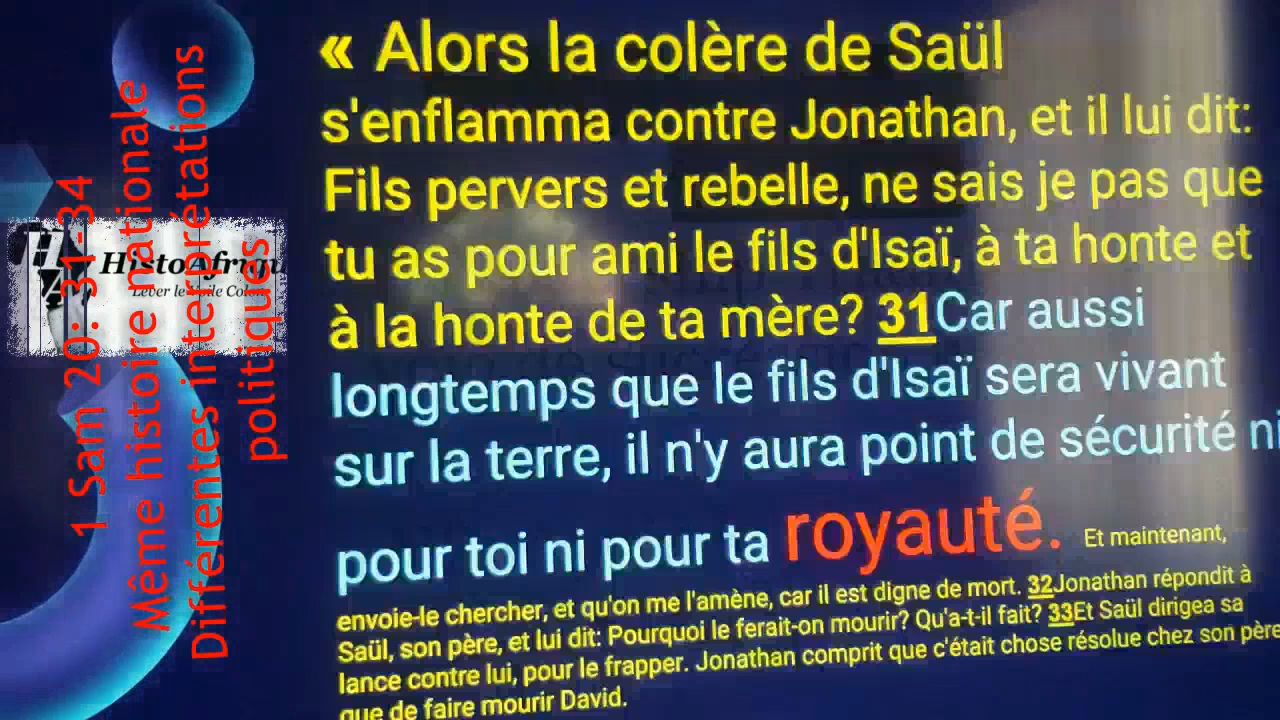 1 Sam 20: 31-34
Même histoire nationale
Différentes interprétations
politiques
HistoAfriqu
Lever le Voile Col
« Alors la colère de Saül
s'enflamma contre Jonathan, et il lui dit:
Fils pervers et rebelle, ne sais je pas que
tu as pour ami le fils d'Isaï, à ta honte et
à la honte de ta mère? 31Car aussi
longtemps que le fils d'Isaï sera vivant
sur la terre, il n'y aura point de sécurité ni
pour toi ni pour ta royauté. Et maintenant,
envoie-le chercher, et qu'on me l'amène, car il est digne de mort. 32Jonathan répondit à
Saül, son père, et lui dit: Pourquoi le ferait-on mourir? Qu'a-t-il fait? 33Et Saül dirigea sa
lance contre lui, pour le frapper. Jonathan comprit que c'était chose résolue chez son père
que de faire mourir David.